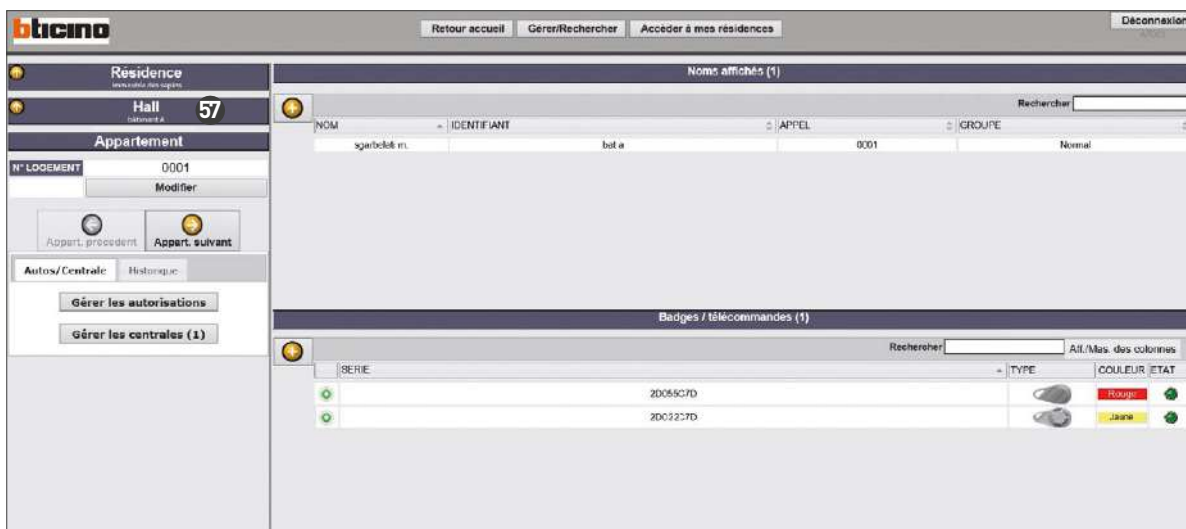 bticino
Retour accueil Gérer/Rechercher Accéder à mes résidences Déconnexion
Résidence
Hall 57
bâtiment A
Appartement
N° LOGEMENT 0001
Modifier
Appart. précédent Appart. suivant
Autos/Centrale Historique
Gérer les autorisations
Gérer les centrales (1)
Noms affichés (1)
Rechercher
NOM IDENTIFIANT APPEL GROUPE
bat a 0001 Normal
Badges / télécommandes (1)
Rechercher Aff./Mas. des colonnes
SERIE TYPE COULEUR ETAT
Rouge
Jaune